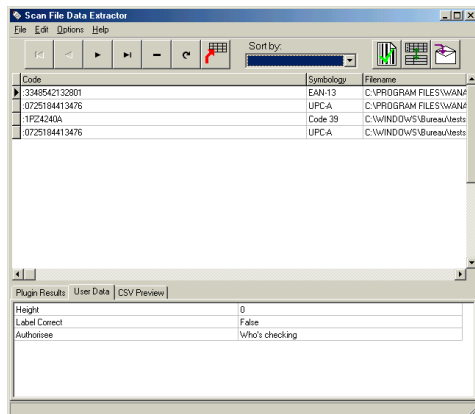 Scan File Data Extractor
File Edit Options Help
Sort by:
Code Symbology Filename
:3348542132801 EAN-13 C:\PROGRAM FILES\WANA
:0725184413476 UPC-A C:\PROGRAM FILES\WANA
:1PZ4240A Code 39 C:\WINDOWS\Bureau\tests
:0725184413476 UPC-A C:\WINDOWS\Bureau\tests
Plugin Results User Data CSV Preview
Height 0
Label Correct False
Authorisee Who's checking